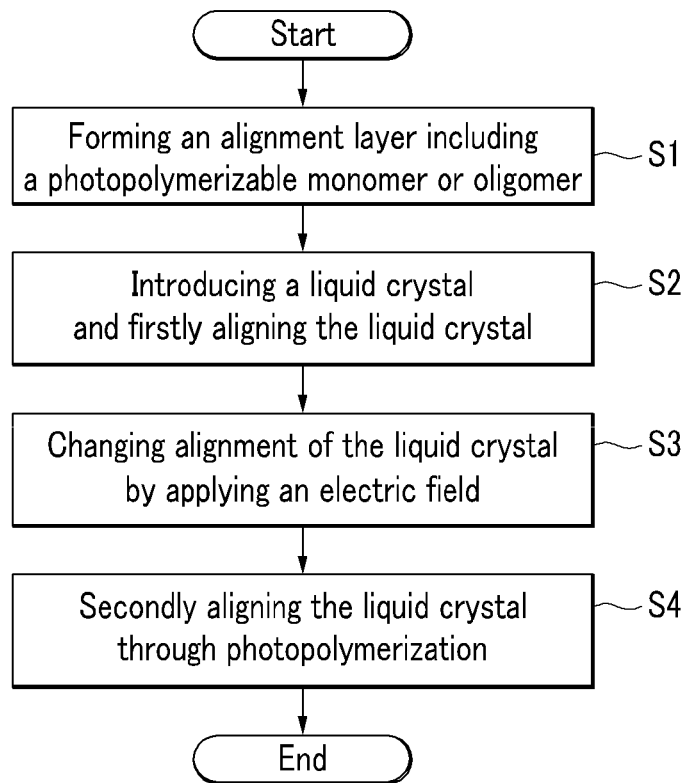 Start
Forming an alignment layer including
a photopolymerizable monomer or oligomer
S1
Introducing a liquid crystal
and firstly aligning the liquid crystal
S2
Changing alignment of the liquid crystal
by applying an electric field
S3
Secondly aligning the liquid crystal
through photopolymerization
S4
End